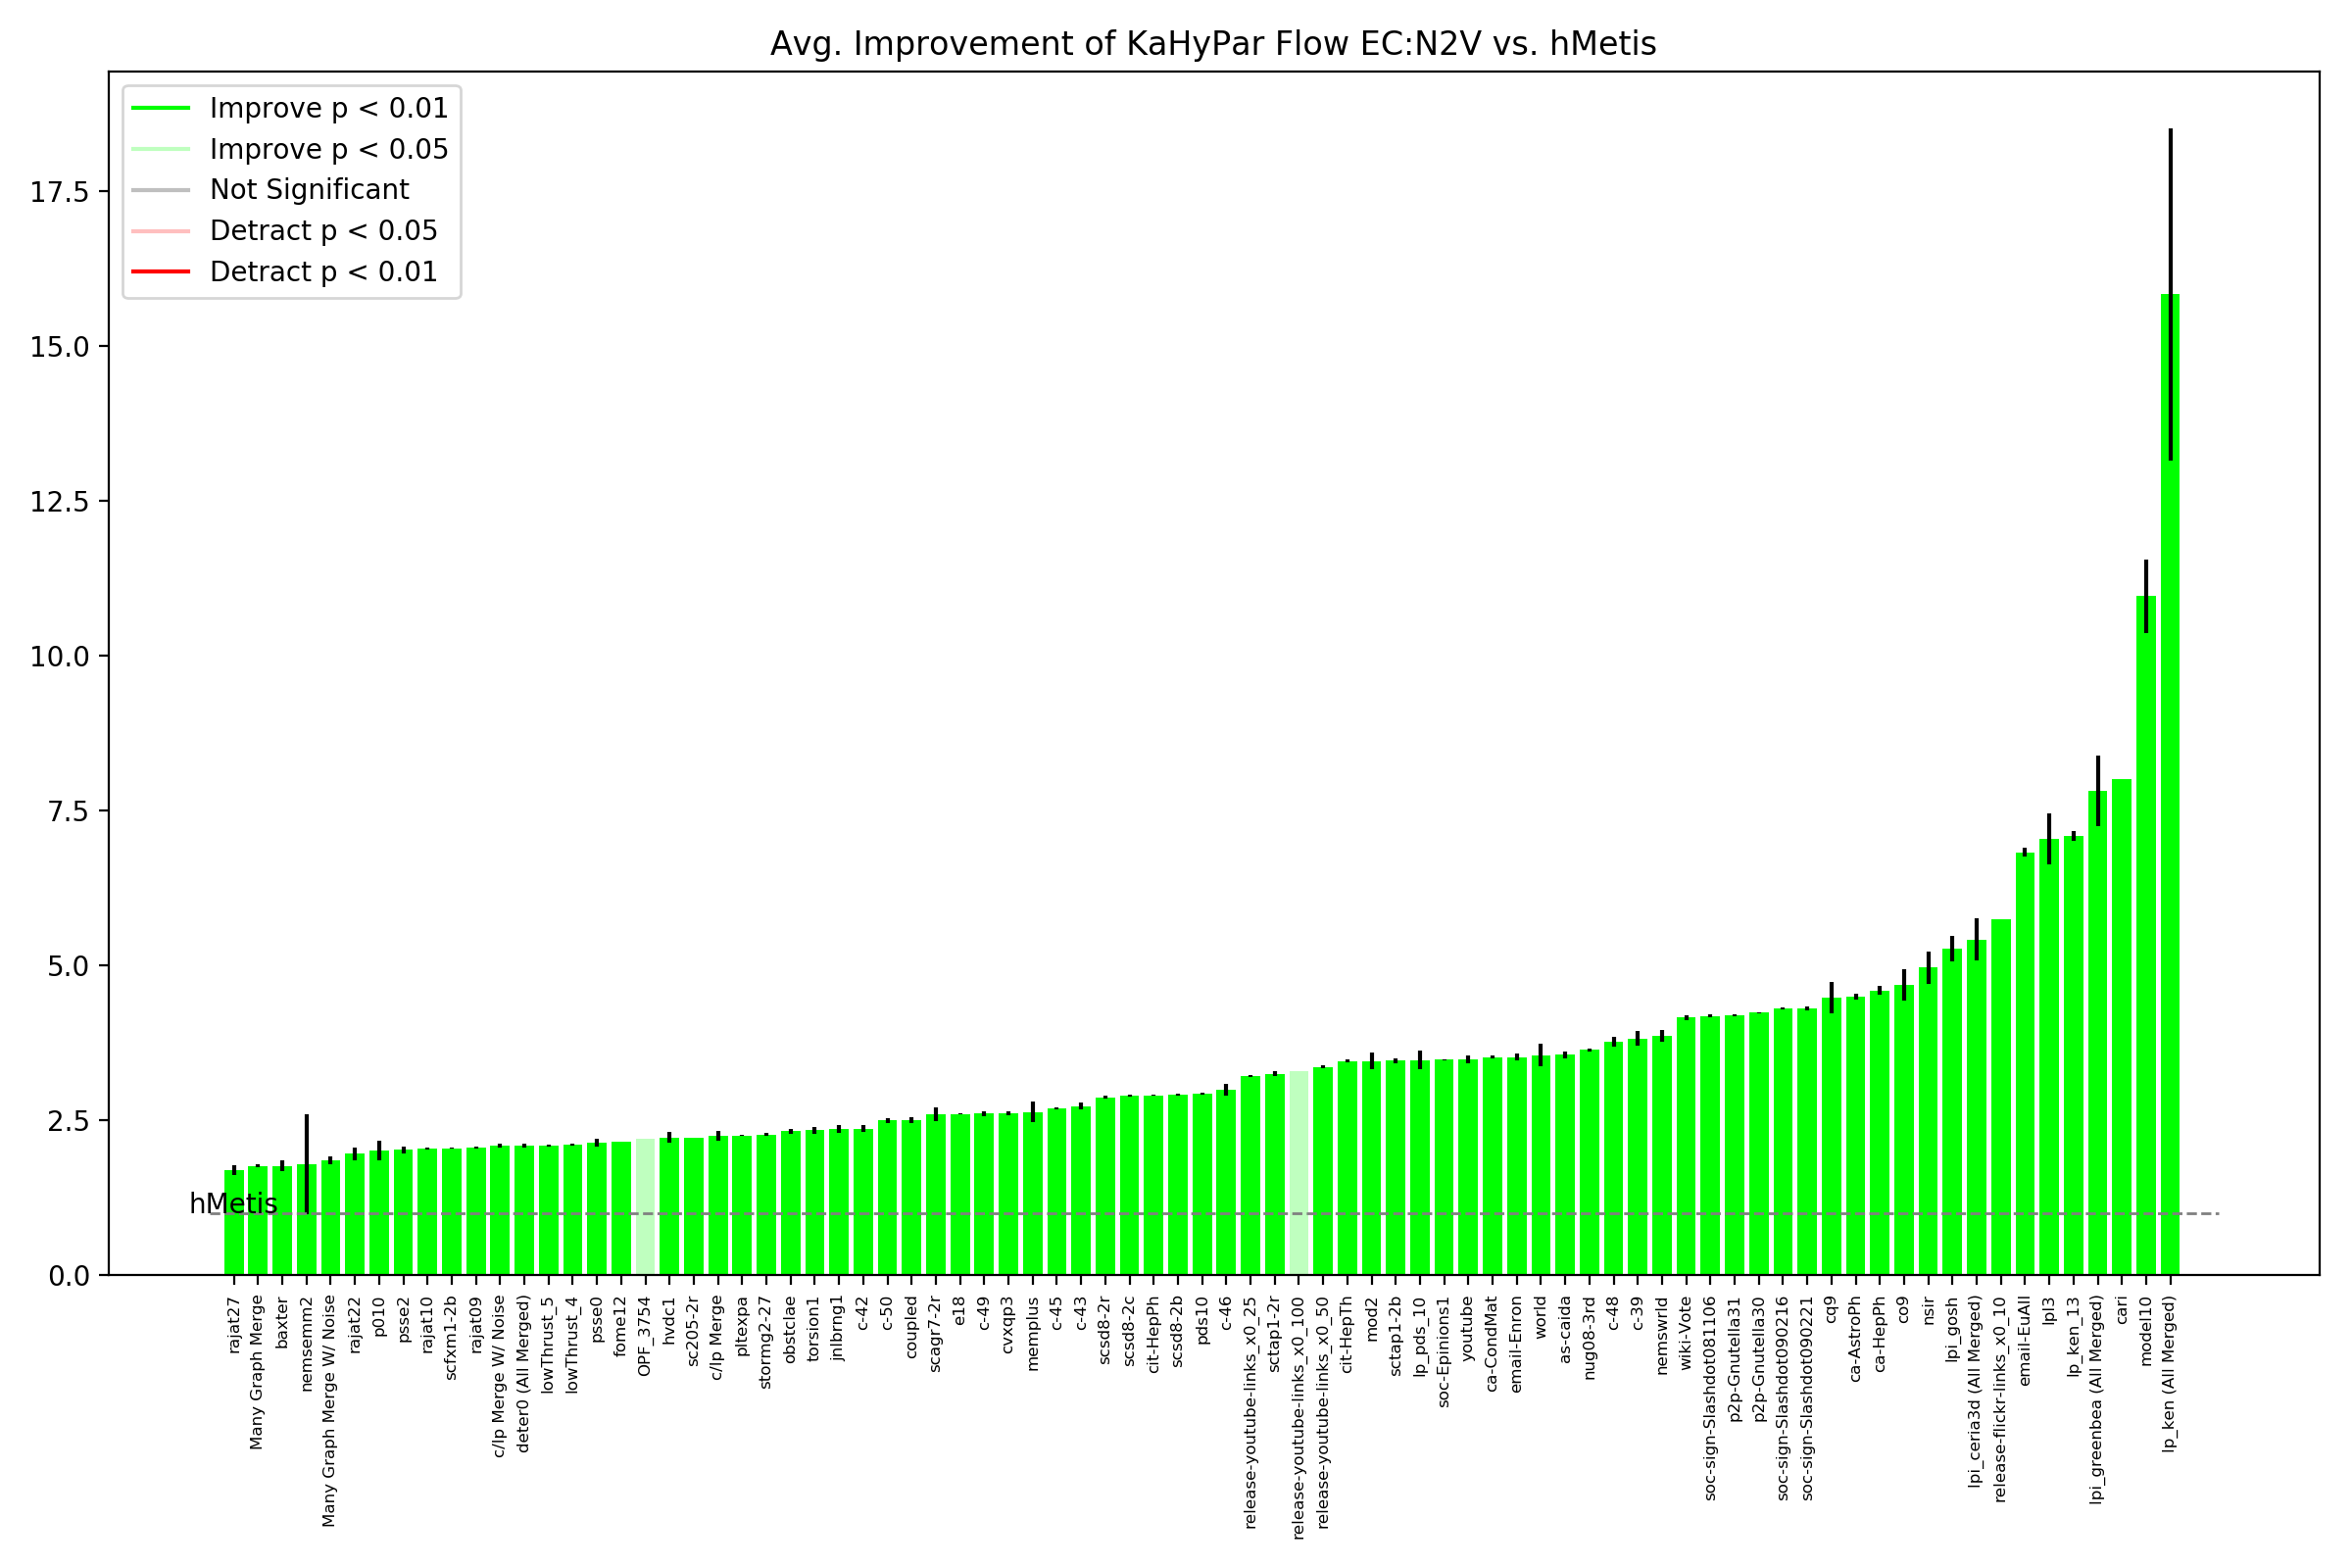 Avg. Improvement of KaHyPar Flow EC:N2V vs. hMetis
Improve p < 0.01
Improve p < 0.05
Not Significant
Detract p < 0.05
Detract p < 0.01
17.5
15.0
12.5
10.0
7.5
5.0
2.5
0.0
hMetis
rajat27
Many Graph Merge
baxter
nemsemm2
Many Graph Merge W/ Noise
rajat22
p010
psse2
rajat10
scfxm1-2b
rajat09
c/lp Merge W/ Noise
deter0 (All Merged)
lowThrust_5
lowThrust_4
psse0
fome12
OPF_3754
hvdc1
sc205-2r
c/lp Merge
pltexpa
stormg2-27
obstclae
torsion1
jnlbrng1
c-42
c-50
coupled
scagr7-2r
e18
c-49
cvxqp3
memplus
c-45
c-43
scsd8-2r
scsd8-2c
cit-HepPh
scsd8-2b
pds10
c-46
release-youtube-links_x0_25
sctap1-2r
release-youtube-links_x0_100
release-youtube-links_x0_50
cit-HepTh
mod2
sctap1-2b
lp_pds_10
soc-Epinions1
youtube
ca-CondMat
email-Enron
world
as-caida
nug08-3rd
c-48
c-39
nemswrld
wiki-Vote
soc-sign-Slashdot081106
p2p-Gnutella31
p2p-Gnutella30
soc-sign-Slashdot090216
soc-sign-Slashdot090221
cq9
ca-AstroPh
ca-HepPh
co9
nsir
lpi_gosh
lpi_ceria3d (All Merged)
release-flickr-links_x0_10
email-EuAll
lpl3
lp_ken_13
lpi_greenbea (All Merged)
cari
model10
lp_ken (All Merged)